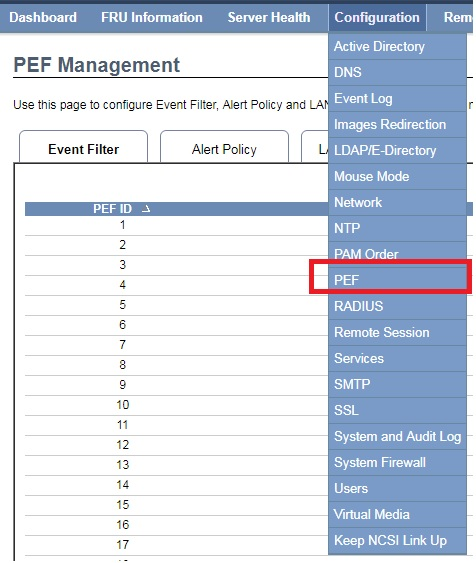 Dashboard FRU Information Server Health Configuration
PEF Management
Use this page to configure Event Filter, Alert Policy and
Event Filter Alert Policy
PEF ID
1
2
3
4
5
6
7
8
9
10
11
12
13
14
15
16
17
Active Directory
DNS
Event Log
Images Redirection
LDAP/E-Directory
Mouse Mode
Network
NTP
PAM Order
PEF
RADIUS
Remote Session
Services
SMTP
SSL
System and Audit Log
System Firewall
Users
Virtual Media
Keep NCSI Link Up